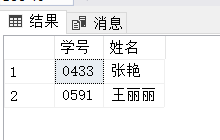 结果 消息
学号 姓名
1 0433 张艳
2 0591 王丽丽